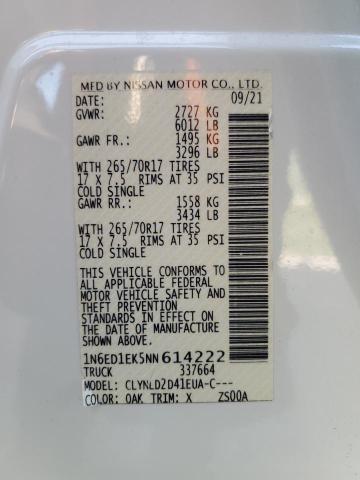 MFD BY NISSAN MOTOR CO., LTD.
DATE: 09/21
GVWR: 2727 KG
6012 LB
GAWR FR.: 1495 KG
3296 LB
WITH 265/70R17 TIRES
17 X 7.5 RIMS AT 35 PSI
COLD SINGLE
GAWR RR.: 1558 KG
3434 LB
WITH 265/70R17 TIRES
17 X 7.5 RIMS AT 35 PSI
COLD SINGLE
THIS VEHICLE CONFORMS TO
ALL APPLICABLE FEDERAL
MOTOR VEHICLE SAFETY AND
THEFT PREVENTION
STANDARDS IN EFFECT ON
DATE OF MANUFACTURE
SHOWN ABOVE.
1N6ED1EK5NN614222
TRUCK 337664
MODEL: CLYNLD2D41EUA-C---
COLOR: OAK TRIM: X ZS00A